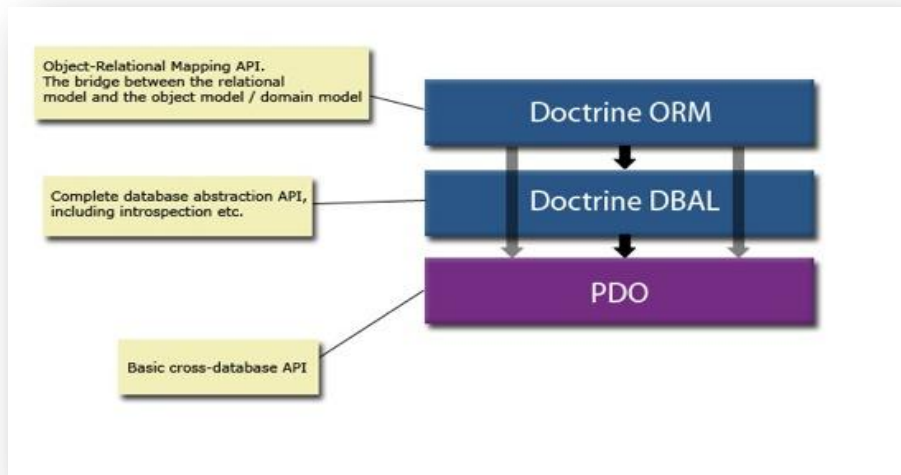 Object-Relational Mapping API.
The bridge between the relational
model and the object model / domain model
Doctrine ORM
Complete database abstraction API,
including introspection etc.
Doctrine DBAL
PDO
Basic cross-database API